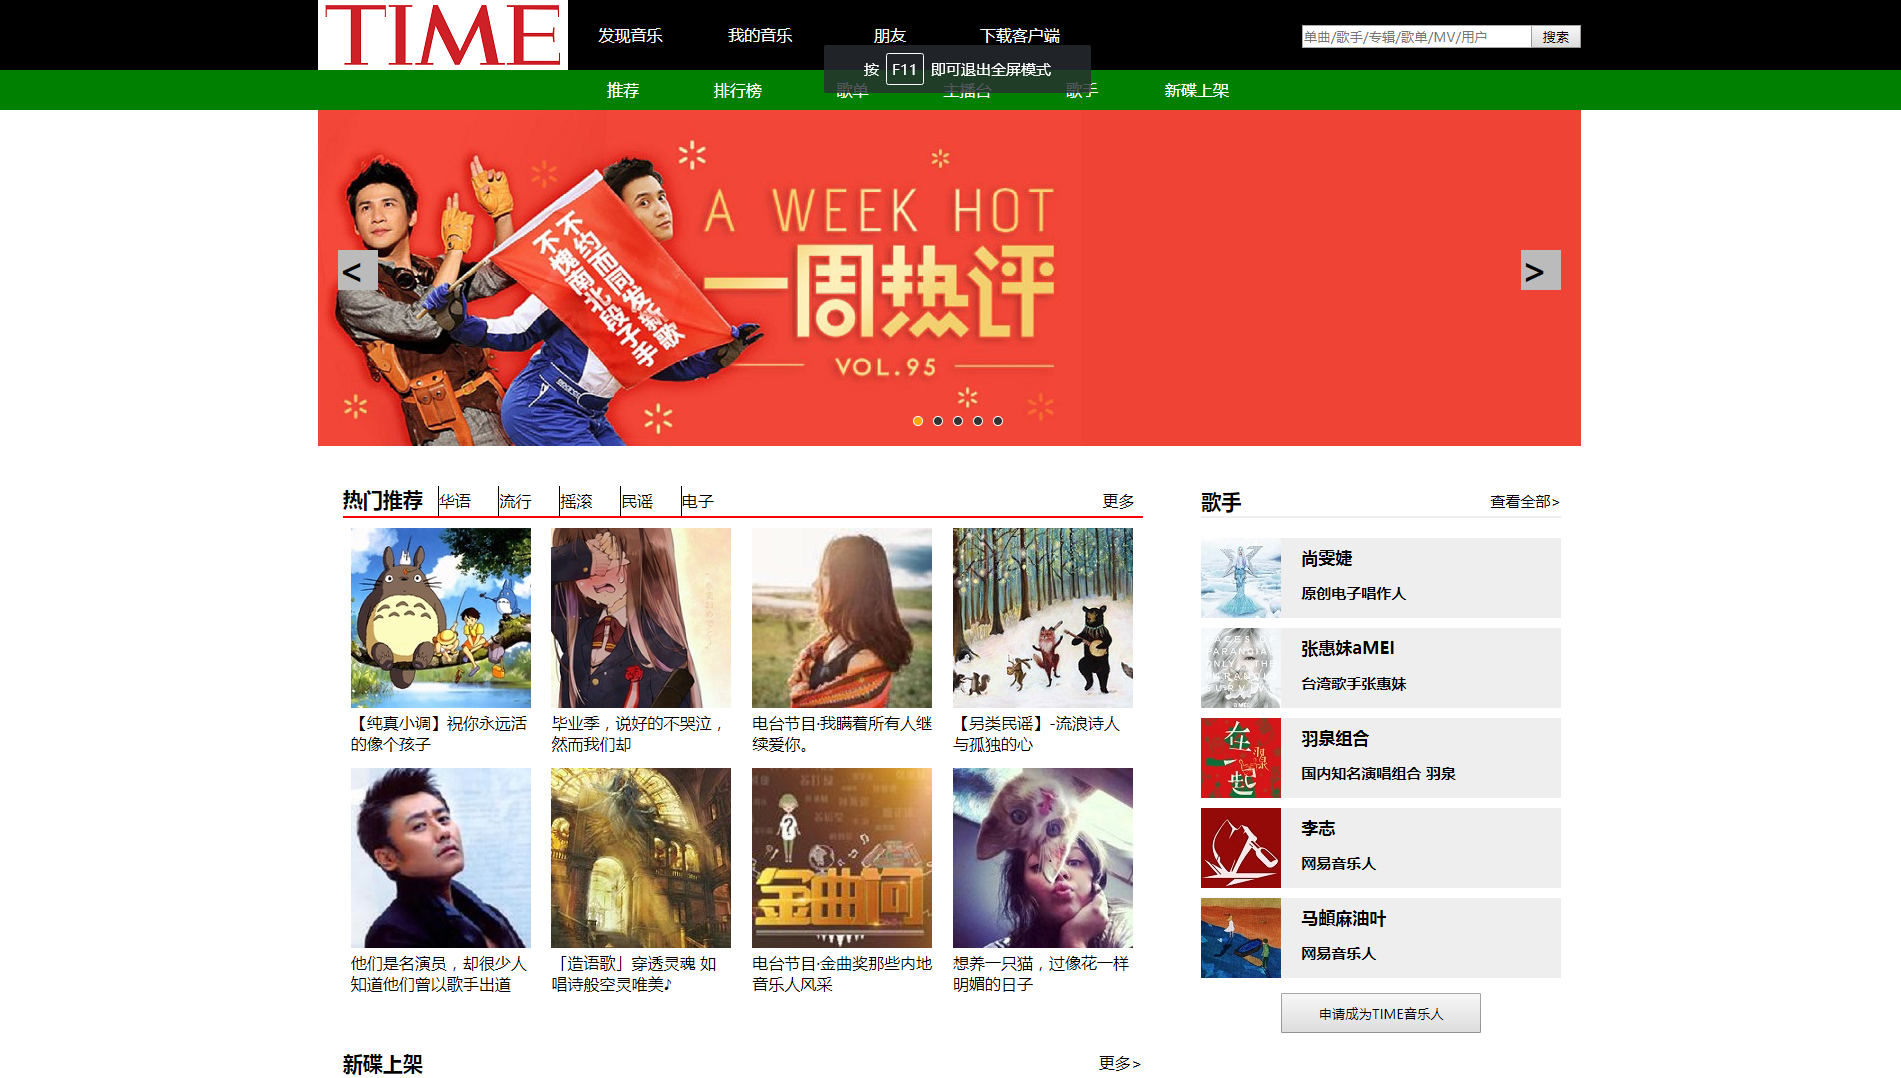 TIME
发现音乐
我的音乐
朋友
下载客户端
单曲/歌手/专辑/歌单/MV/用户
搜索
按 F11 即可退出全屏模式
推荐
排行榜
歌单
主播台
歌手
新碟上架
不约而同发新歌
不愧南北段子手
A WEEK HOT
一周热评
VOL.95
<
>
热门推荐
华语
流行
摇滚
民谣
电子
更多
【纯真小调】祝你永远活
的像个孩子
毕业季，说好的不哭泣，
然而我们却
电台节目·我瞒着所有人继
续爱你。
【另类民谣】-流浪诗人
与孤独的心
金曲问
他们是名演员，却很少人
知道他们曾以歌手出道
「造语歌」穿透灵魂 如
唱诗般空灵唯美♪
电台节目·金曲奖那些内地
音乐人风采
想养一只猫，过像花一样
明媚的日子
新碟上架
更多>
歌手
查看全部>
尚雯婕
原创电子唱作人
张惠妹aMEI
台湾歌手张惠妹
在一起
羽泉
羽泉组合
国内知名演唱组合 羽泉
李志
网易音乐人
马頔麻油叶
网易音乐人
申请成为TIME音乐人